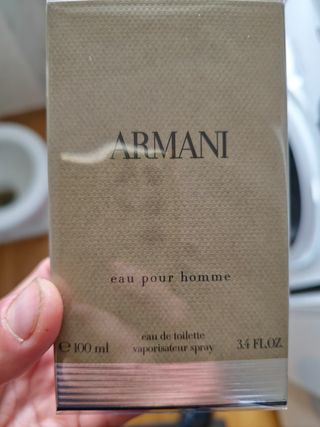 ARMANI
eau pour homme
eau de toilette
℮ 100 ml vaporisateur spray 3.4 FL.OZ.